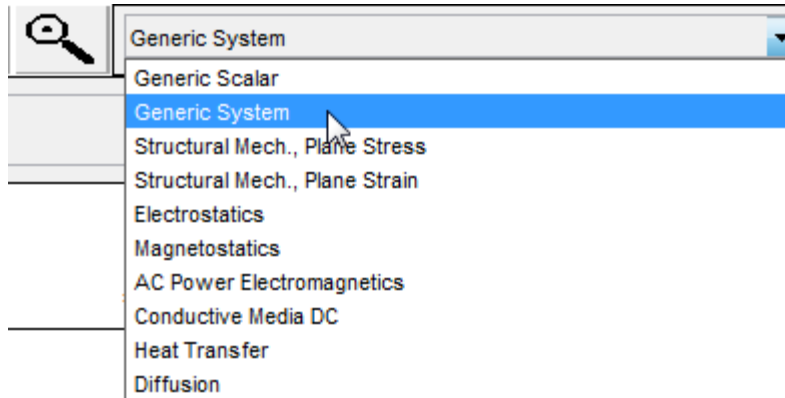 Generic System
Generic Scalar
Generic System
Structural Mech., Plane Stress
Structural Mech., Plane Strain
Electrostatics
Magnetostatics
AC Power Electromagnetics
Conductive Media DC
Heat Transfer
Diffusion